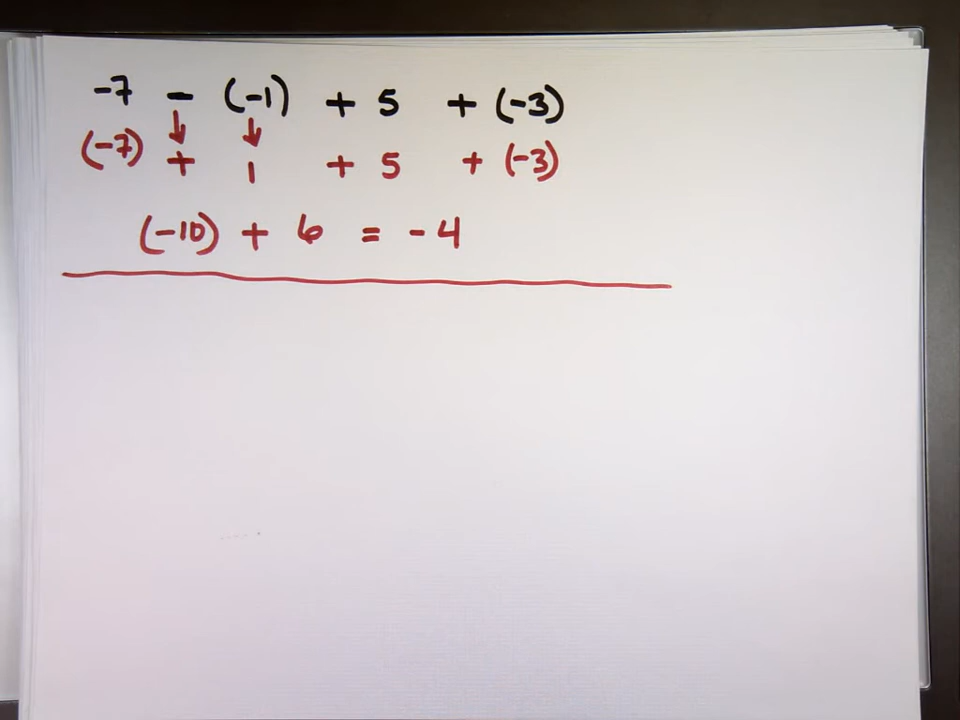 -7 - (-1) + 5 + (-3)
(-7) + 1 + 5 + (-3)
(-10) + 6 = -4